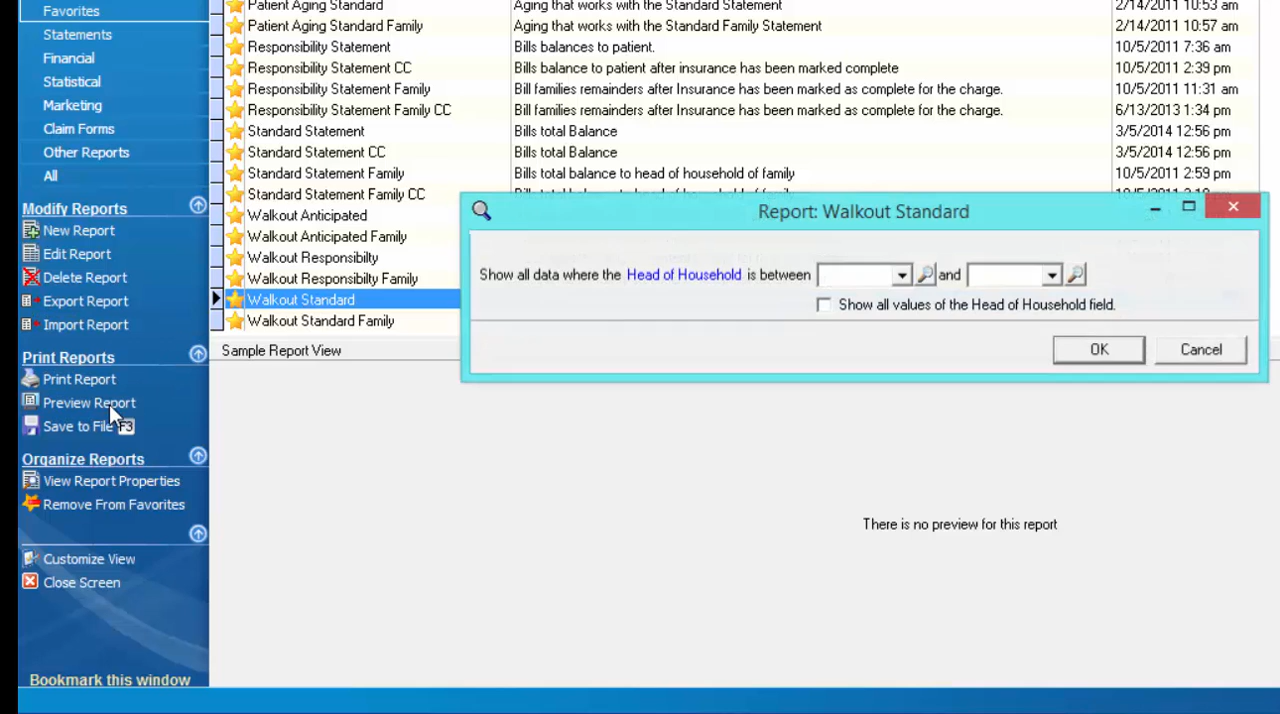 Favorites
Statements
Financial
Statistical
Marketing
Claim Forms
Other Reports
All
Modify Reports
New Report
Edit Report
Delete Report
Export Report
Import Report
Print Reports
Print Report
Preview Report
Save to File F3
Organize Reports
View Report Properties
Remove From Favorites
Customize View
Close Screen
Bookmark this window
Patient Aging Standard Aging that works with the Standard Statement 2/14/2011 10:53 am
Patient Aging Standard Family Aging that works with the Standard Family Statement 2/14/2011 10:57 am
Responsibility Statement Bills balances to patient. 10/5/2011 7:36 am
Responsibility Statement CC Bills balance to patient after insurance has been marked complete 10/5/2011 2:39 pm
Responsibility Statement Family Bill families remainders after Insurance has been marked as complete for the charge. 10/5/2011 11:31 am
Responsibility Statement Family CC Bill families remainders after Insurance has been marked as complete for the charge. 6/13/2013 1:34 pm
Standard Statement Bills total Balance 3/5/2014 12:56 pm
Standard Statement CC Bills total Balance 3/5/2014 12:56 pm
Standard Statement Family Bills total balance to head of household of family 10/5/2011 2:59 pm
Standard Statement Family CC Bills total balance to head of household of family
Walkout Anticipated
Walkout Anticipated Family
Walkout Responsibilty
Walkout Responsibilty Family
Walkout Standard
Walkout Standard Family
Sample Report View
There is no preview for this report
Report: Walkout Standard
Show all data where the Head of Household is between and
Show all values of the Head of Household field.
OK Cancel